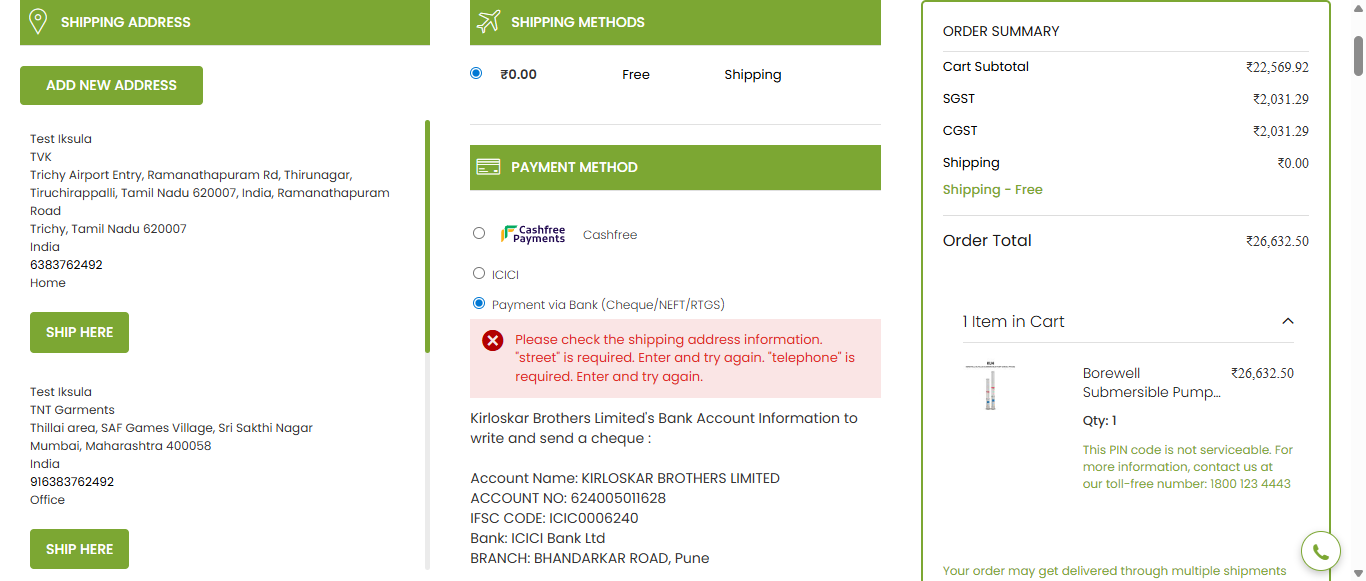 SHIPPING ADDRESS
ADD NEW ADDRESS
Test Iksula
TVK
Trichy Airport Entry, Ramanathapuram Rd, Thirunagar,
Tiruchirappalli, Tamil Nadu 620007, India, Ramanathapuram
Road
Trichy, Tamil Nadu 620007
India
6383762492
Home
SHIP HERE
Test Iksula
TNT Garments
Thillai area, SAF Games Village, Sri Sakthi Nagar
Mumbai, Maharashtra 400058
India
916383762492
Office
SHIP HERE
SHIPPING METHODS
₹0.00 Free Shipping
PAYMENT METHOD
Cashfree
Payments
Cashfree
ICICI
Payment via Bank (Cheque/NEFT/RTGS)
Please check the shipping address information.
"street" is required. Enter and try again. "telephone" is
required. Enter and try again.
Kirloskar Brothers Limited's Bank Account Information to
write and send a cheque :
Account Name: KIRLOSKAR BROTHERS LIMITED
ACCOUNT NO: 624005011628
IFSC CODE: ICIC0006240
Bank: ICICI Bank Ltd
BRANCH: BHANDARKAR ROAD, Pune
ORDER SUMMARY
Cart Subtotal ₹22,569.92
SGST ₹2,031.29
CGST ₹2,031.29
Shipping ₹0.00
Shipping - Free
Order Total ₹26,632.50
1 Item in Cart
Borewell ₹26,632.50
Submersible Pump...
Qty: 1
This PIN code is not serviceable. For
more information, contact us at
our toll-free number: 1800 123 4443
Your order may get delivered through multiple shipments